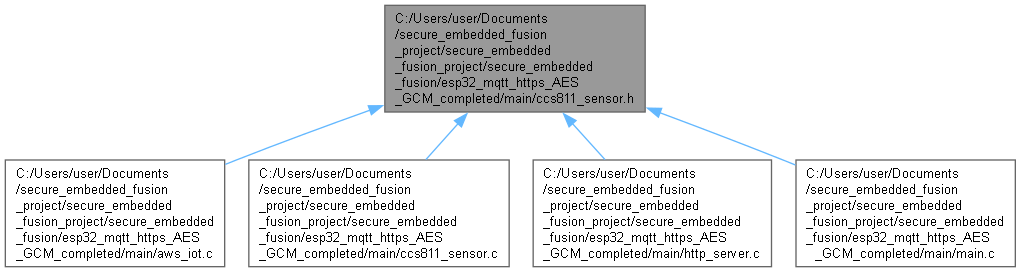 C:/Users/user/Documents
/secure_embedded_fusion
_project/secure_embedded
_fusion_project/secure_embedded
_fusion/esp32_mqtt_https_AES
_GCM_completed/main/ccs811_sensor.h
C:/Users/user/Documents
/secure_embedded_fusion
_project/secure_embedded
_fusion_project/secure_embedded
_fusion/esp32_mqtt_https_AES
_GCM_completed/main/aws_iot.c
C:/Users/user/Documents
/secure_embedded_fusion
_project/secure_embedded
_fusion_project/secure_embedded
_fusion/esp32_mqtt_https_AES
_GCM_completed/main/ccs811_sensor.c
C:/Users/user/Documents
/secure_embedded_fusion
_project/secure_embedded
_fusion_project/secure_embedded
_fusion/esp32_mqtt_https_AES
_GCM_completed/main/http_server.c
C:/Users/user/Documents
/secure_embedded_fusion
_project/secure_embedded
_fusion_project/secure_embedded
_fusion/esp32_mqtt_https_AES
_GCM_completed/main/main.c